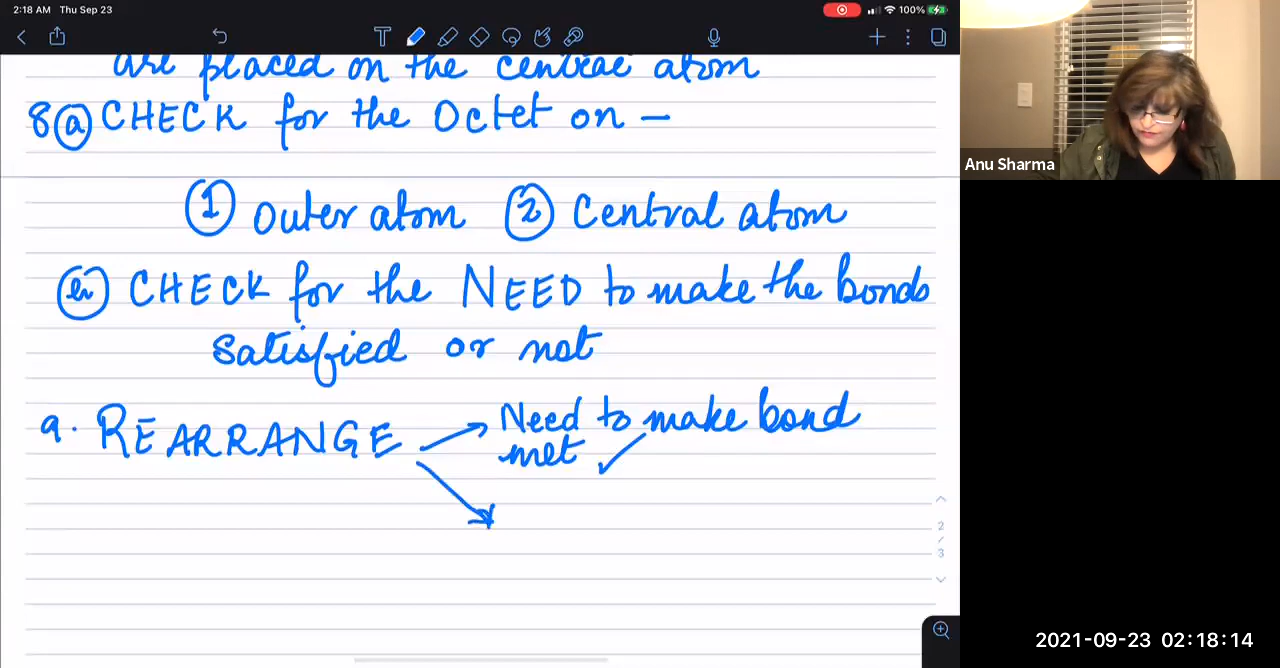 2:18 AM Thu Sep 23
100%
are placed on the central atom
8 (a) CHECK for the Octet on —
(1) Outer atom (2) Central atom
CHECK for the NEED to make the bonds
satisfied or not
9. REARRANGE → Need to make bond
met ✓
Anu Sharma
2
3
2021-09-23 02:18:14